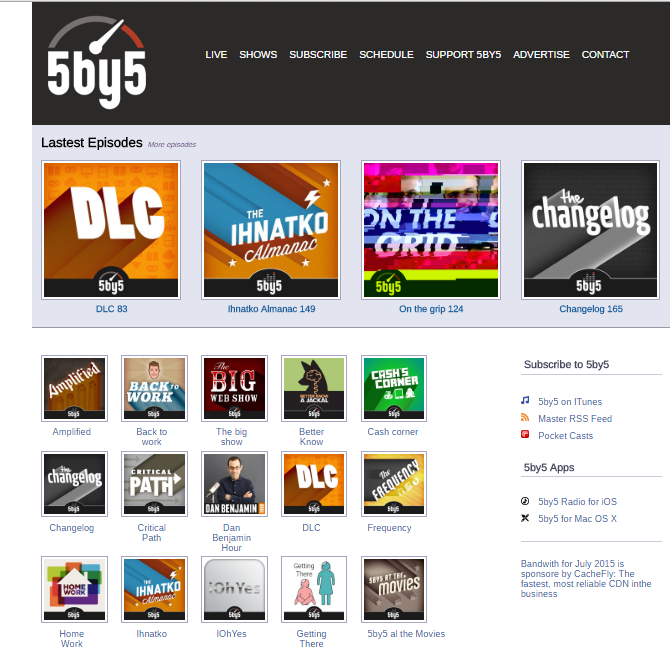 5by5
LIVE SHOWS SUBSCRIBE SCHEDULE SUPPORT 5BY5 ADVERTISE CONTACT
Lastest Episodes More episodes
DLC
5by5
THE
IHNATKO
Almanac
5by5
ON THE
GRID
5by5
the
changelog
5by5
DLC 83
Ihnatko Almanac 149
On the grip 124
Changelog 165
Amplified
5by5
BACK TO
WORK
5by5
The
BIG
WEB SHOW
5by5
BETTER KNOW
A JACKAL
5by5
CASH'S
CORNER
5by5
Amplified
Back to
work
The big
show
Better
Know
Cash corner
the
changelog
5by5
CRITICAL
PATH
5by5
DAN BENJAMIN
DLC
5by5
The
FREQUENCY
5by5
Changelog
Critical
Path
Dan
Benjamin
Hour
DLC
Frequency
HOME
WORK
5by5
THE
IHNATKO
Almanac
5by5
IOhYes
5by5
Getting
There
5by5
5BY5 AT THE
MOVIES
5by5
Home
Work
Ihnatko
IOhYes
Getting
There
5by5 al the Movies
Subscribe to 5by5
5by5 on ITunes
Master RSS Feed
Pocket Casts
5by5 Apps
5by5 Radio for iOS
5by5 for Mac OS X
Bandwith for July 2015 is
sponsore by CacheFly: The
fastest, most reliable CDN inthe
business